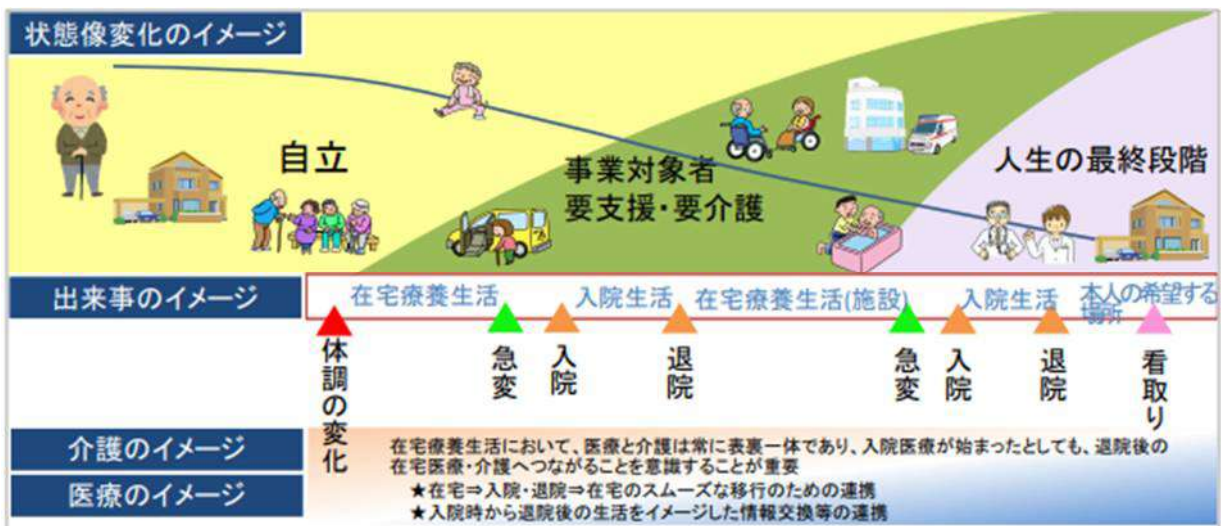 状態像変化のイメージ
自立
事業対象者
要支援・要介護
人生の最終段階
出来事のイメージ
在宅療養生活
入院生活
在宅療養生活(施設)
入院生活
本人の希望する
場所
体調の変化
急変
入院
退院
急変
入院
退院
看取り
介護のイメージ
医療のイメージ
在宅療養生活において、医療と介護は常に表裏一体であり、入院医療が始まったとしても、退院後の
在宅医療・介護へつながることを意識することが重要
★在宅⇒入院・退院⇒在宅のスムーズな移行のための連携
★入院時から退院後の生活をイメージした情報交換等の連携